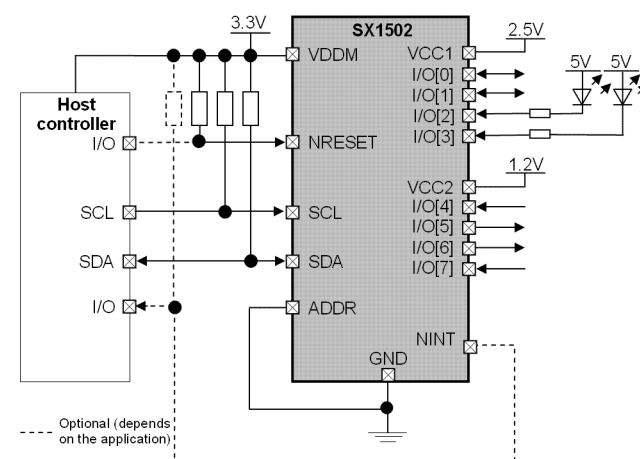 3.3V
SX1502
2.5V
VDDM
VCC1
5V
5V
I/O[0]
I/O[1]
I/O[2]
I/O[3]
Host
controller
I/O
NRESET
1.2V
VCC2
I/O[4]
SCL
SCL
I/O[5]
I/O[6]
SDA
SDA
I/O[7]
I/O
ADDR
NINT
GND
Optional (depends
on the application)